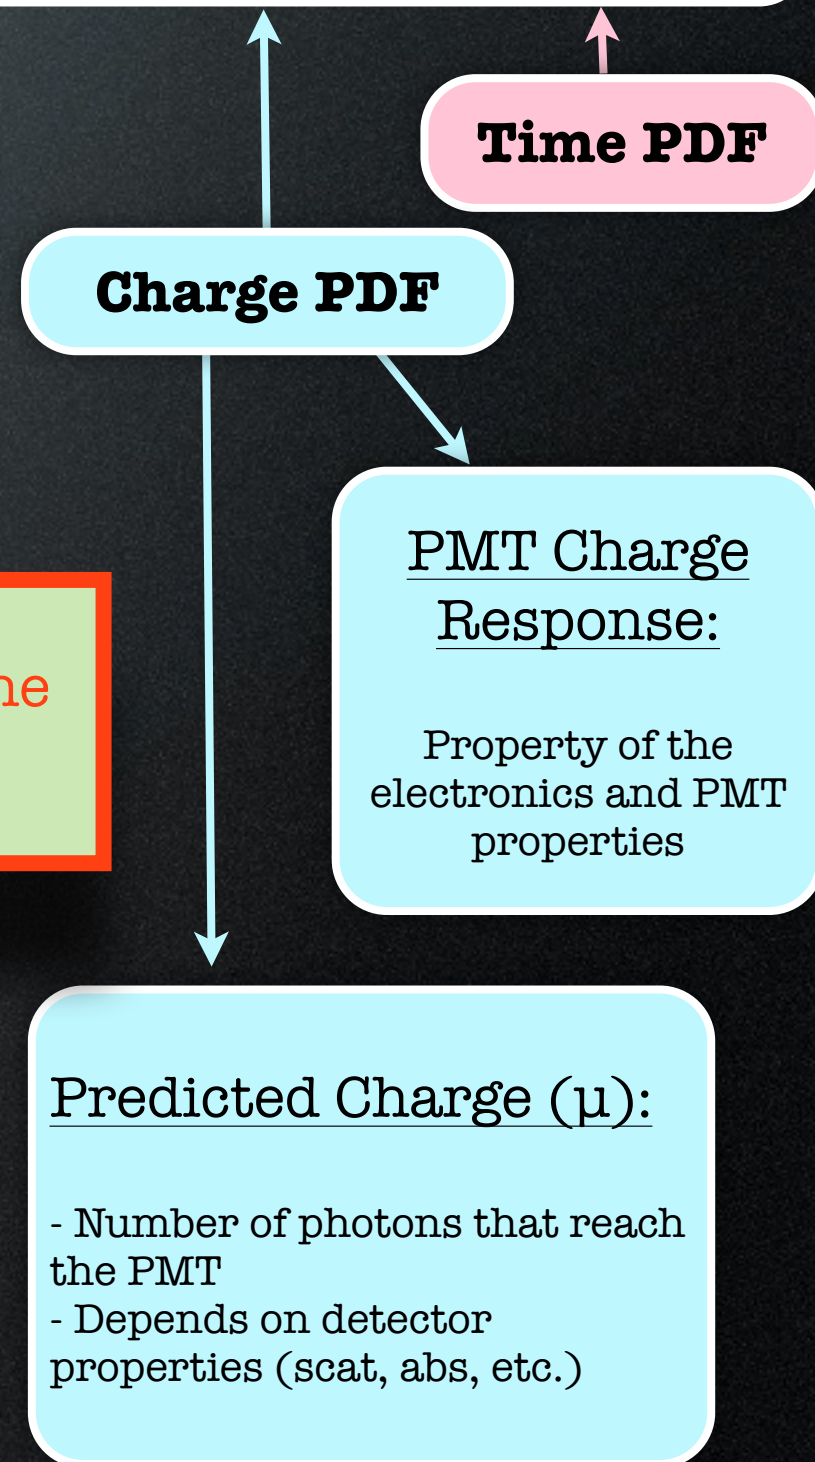 Time PDF
Charge PDF
PMT Charge
Response:
Property of the
electronics and PMT
properties
Predicted Charge (µ):
- Number of photons that reach
the PMT
- Depends on detector
properties (scat, abs, etc.)